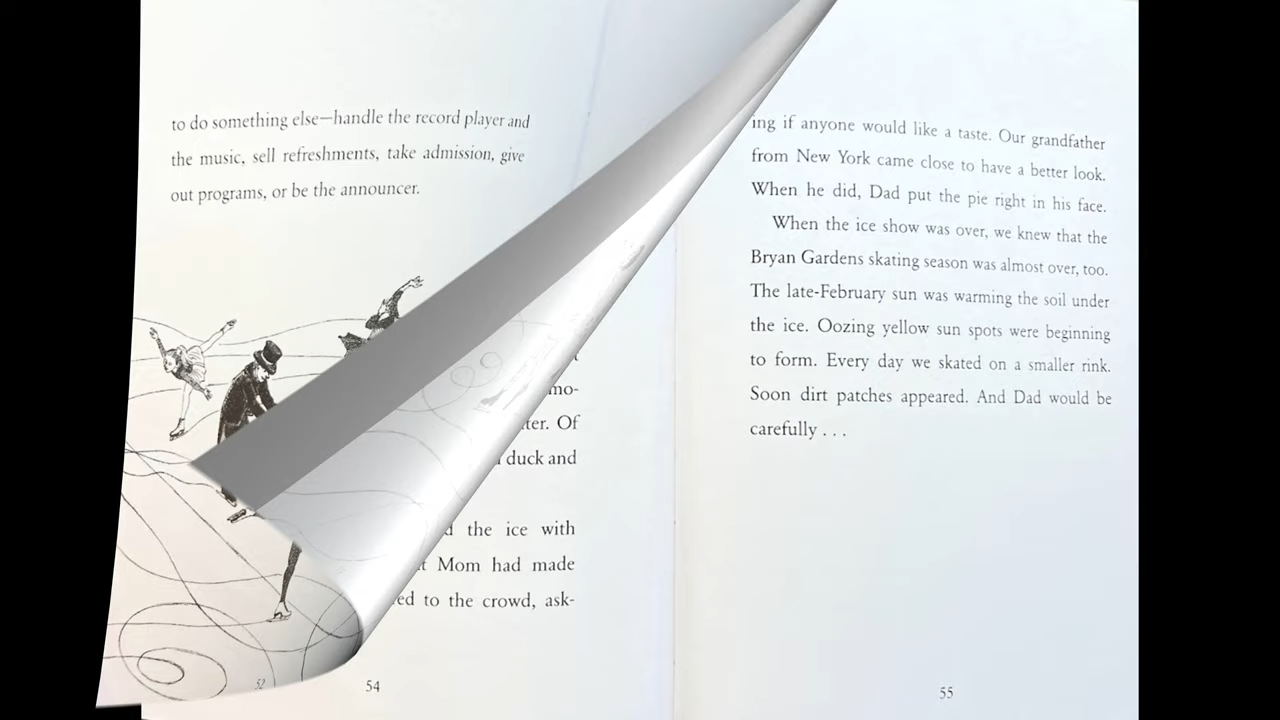 to do something else—handle the record player and
the music, sell refreshments, take admission, give
out programs, or be the announcer.
52
mo-
ter. Of
duck and
the ice with
Mom had made
ed to the crowd, ask-
54
ing if anyone would like a taste. Our grandfather
from New York came close to have a better look.
When he did, Dad put the pie right in his face.
When the ice show was over, we knew that the
Bryan Gardens skating season was almost over, too.
The late-February sun was warming the soil under
the ice. Oozing yellow sun spots were beginning
to form. Every day we skated on a smaller rink.
Soon dirt patches appeared. And Dad would be
carefully . . .
55